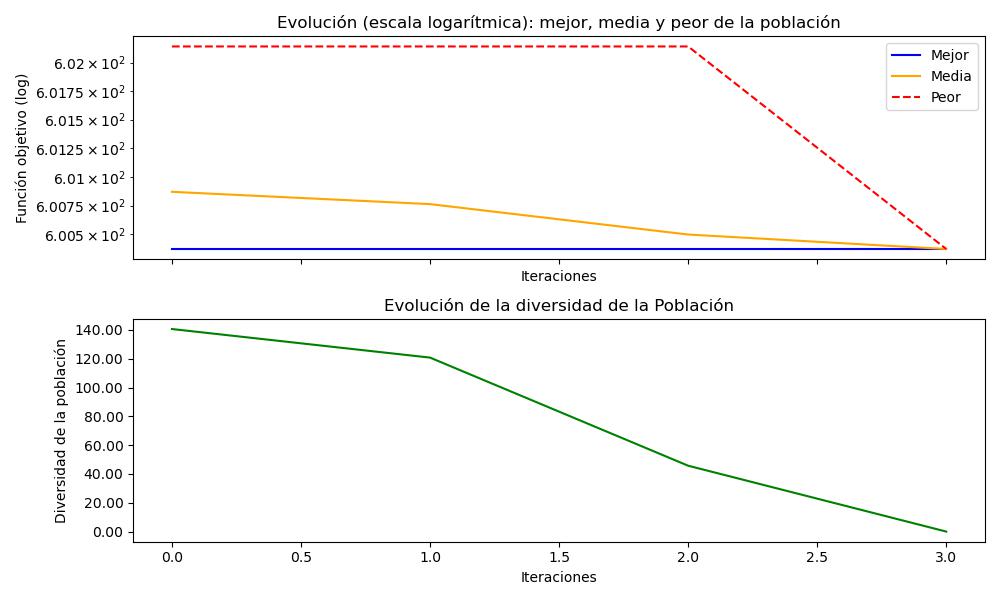 Evolución (escala logarítmica): mejor, media y peor de la población
Función objetivo (log)
6.02 × 10²
6.0175 × 10²
6.015 × 10²
6.0125 × 10²
6.01 × 10²
6.0075 × 10²
6.005 × 10²
Mejor
Media
Peor
Iteraciones
Evolución de la diversidad de la Población
Diversidad de la población
140.00
120.00
100.00
80.00
60.00
40.00
20.00
0.00
0.0 0.5 1.0 1.5 2.0 2.5 3.0
Iteraciones